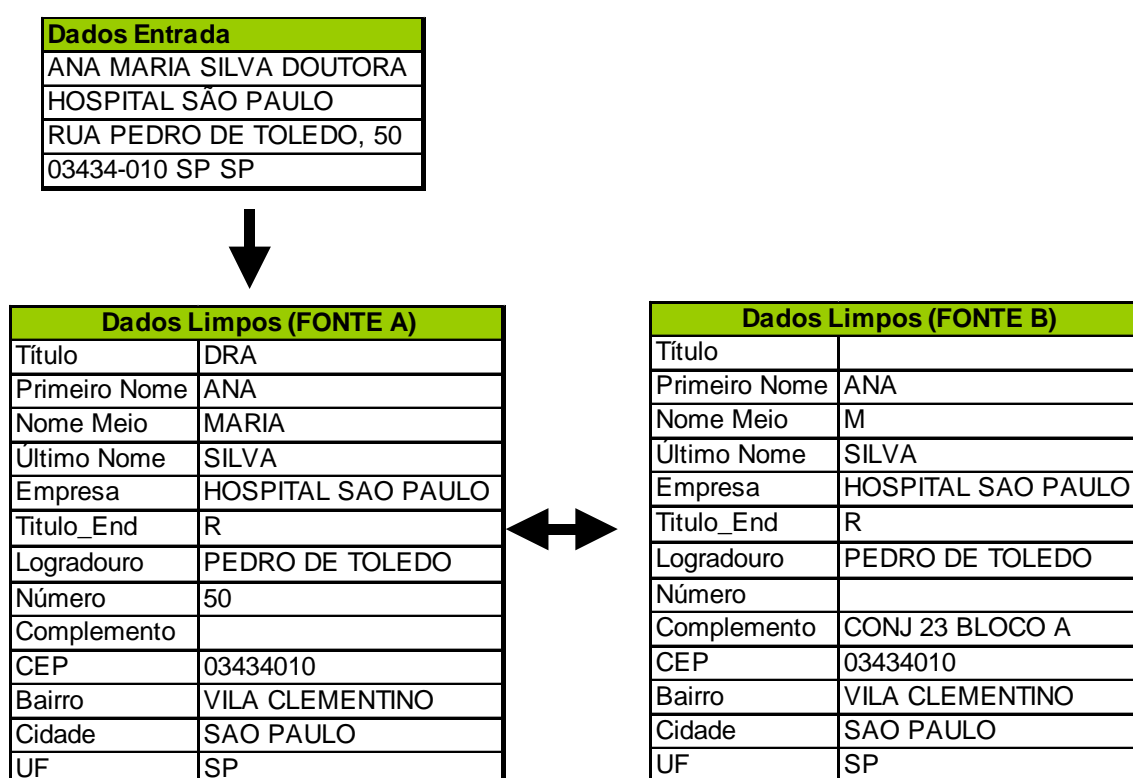 Dados Entrada
ANA MARIA SILVA DOUTORA
HOSPITAL SÃO PAULO
RUA PEDRO DE TOLEDO, 50
03434-010 SP SP
Dados Limpos (FONTE A)
Título DRA
Primeiro Nome ANA
Nome Meio MARIA
Último Nome SILVA
Empresa HOSPITAL SAO PAULO
Titulo_End R
Logradouro PEDRO DE TOLEDO
Número 50
Complemento
CEP 03434010
Bairro VILA CLEMENTINO
Cidade SAO PAULO
UF SP
Dados Limpos (FONTE B)
Título
Primeiro Nome ANA
Nome Meio M
Último Nome SILVA
Empresa HOSPITAL SAO PAULO
Titulo_End R
Logradouro PEDRO DE TOLEDO
Número
Complemento CONJ 23 BLOCO A
CEP 03434010
Bairro VILA CLEMENTINO
Cidade SAO PAULO
UF SP